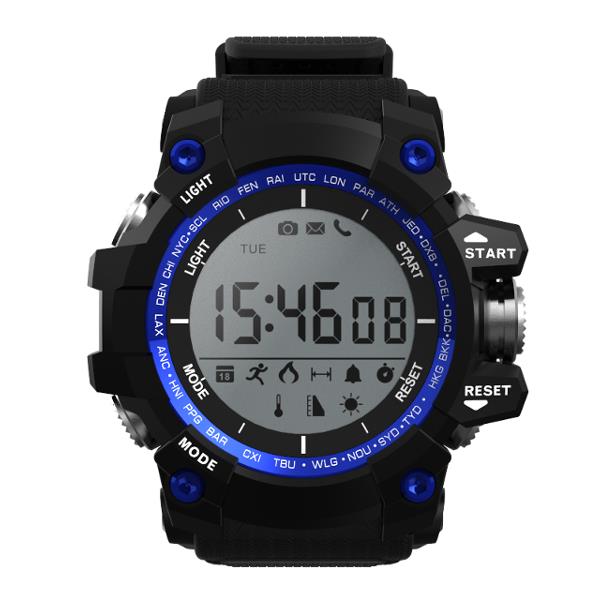 LIGHT
START
RESET
MODE
LAX DEN CHI NYC•SCL RIO FEN RAI UTC LON PAR ATH JED•DXB• •DEL•DAC• BKK• HKG
TYD• SYD• NOU• WLG• TBU CXI BAR PPG HNI• ANC•
LIGHT
START
RESET
MODE
TUE
15:46 08
18